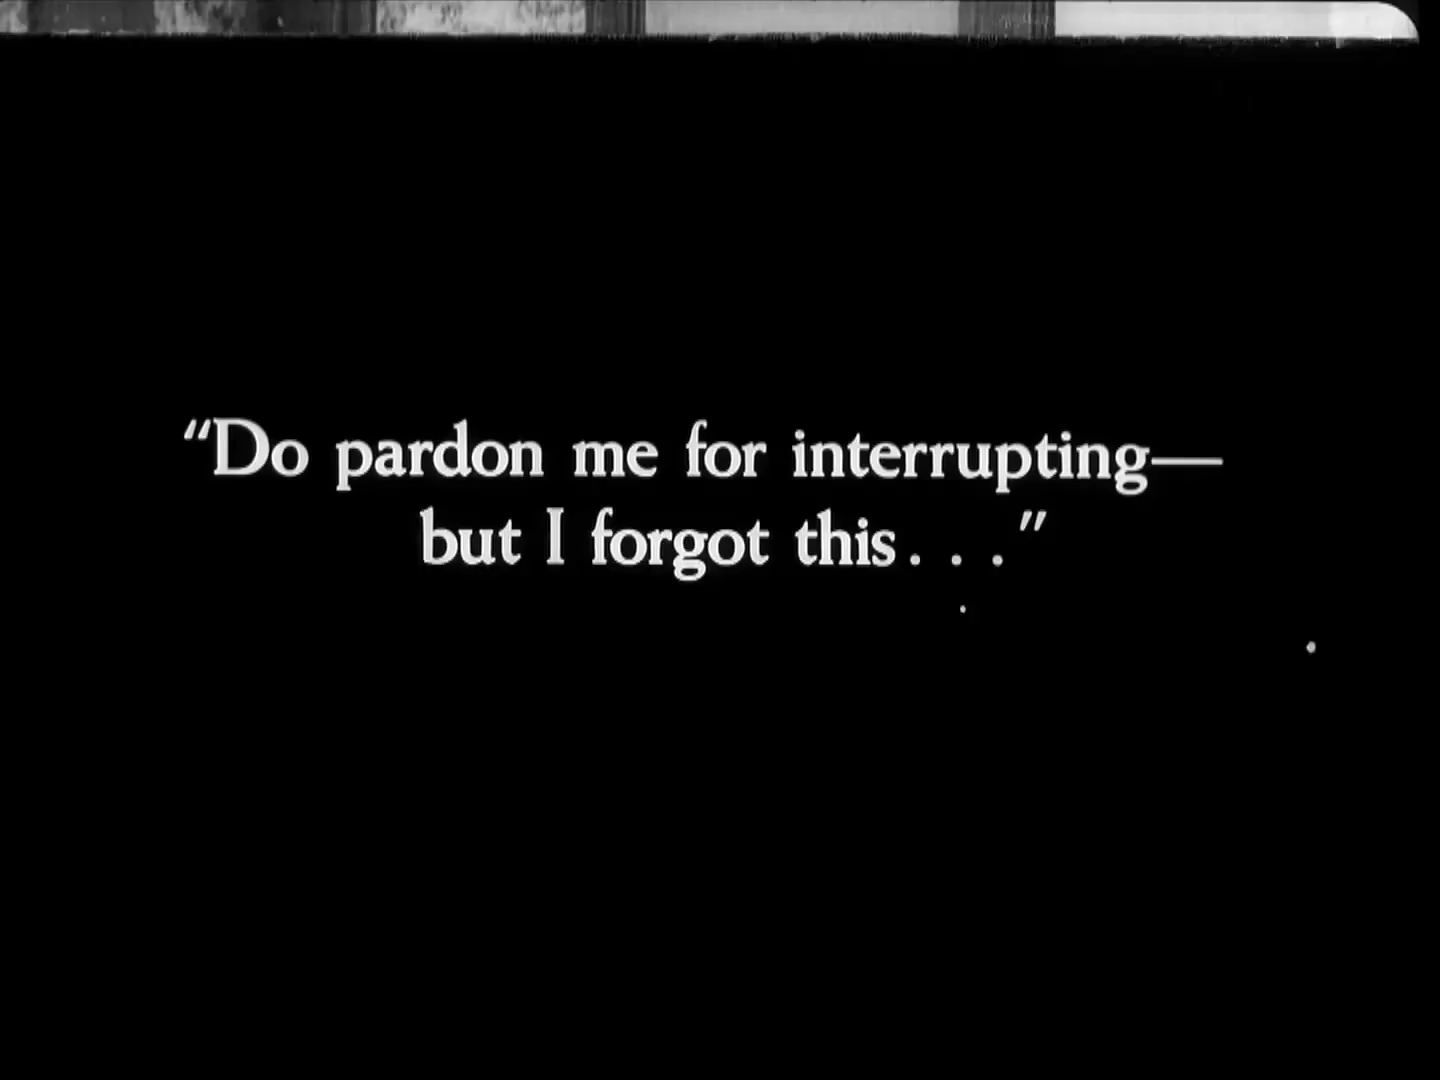 “Do pardon me for interrupting—
but I forgot this. . .”